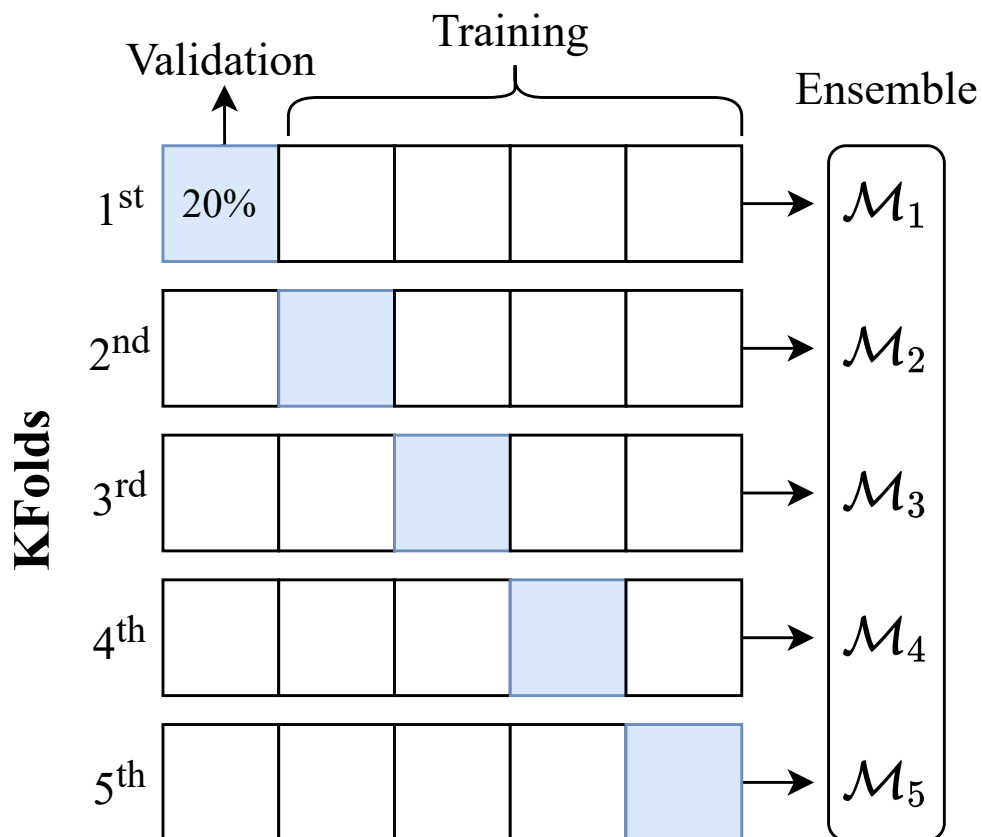 Training
Validation
Ensemble
1st 20% ℳ1
2nd ℳ2
KFolds
3rd ℳ3
4th ℳ4
5th ℳ5